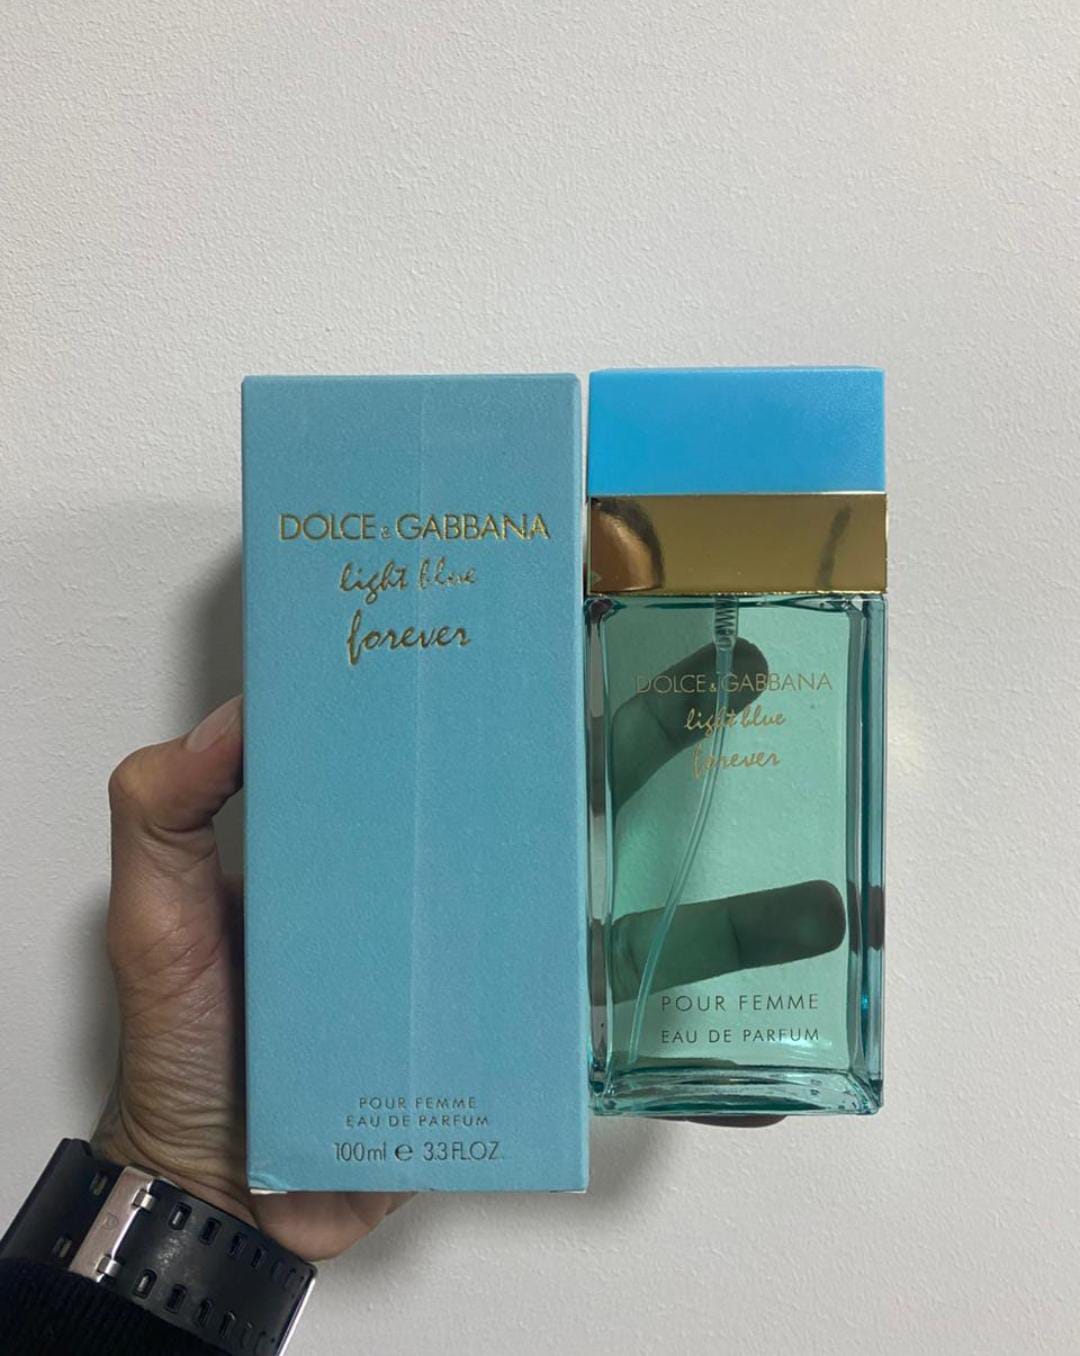 DOLCE & GABBANA
light blue
forever
POUR FEMME
EAU DE PARFUM
100ml e 3.3 FL.OZ.
DOLCE & GABBANA
light blue
forever
POUR FEMME
EAU DE PARFUM